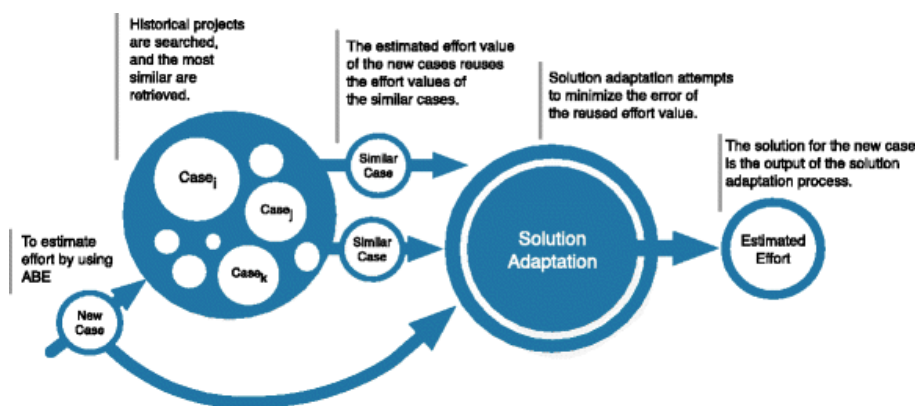 Historical projects
are searched,
and the most
similar are
retrieved.
The estimated effort value
of the new cases reuses
the effort values of
the similar cases.
Solution adaptation attempts
to minimize the error of
the reused effort value.
The solution for the new case
is the output of the solution
adaptation process.
To estimate
effort by using
ABE
New
Case
Casei
Casej
Casek
Similar
Case
Similar
Case
Solution
Adaptation
Estimated
Effort